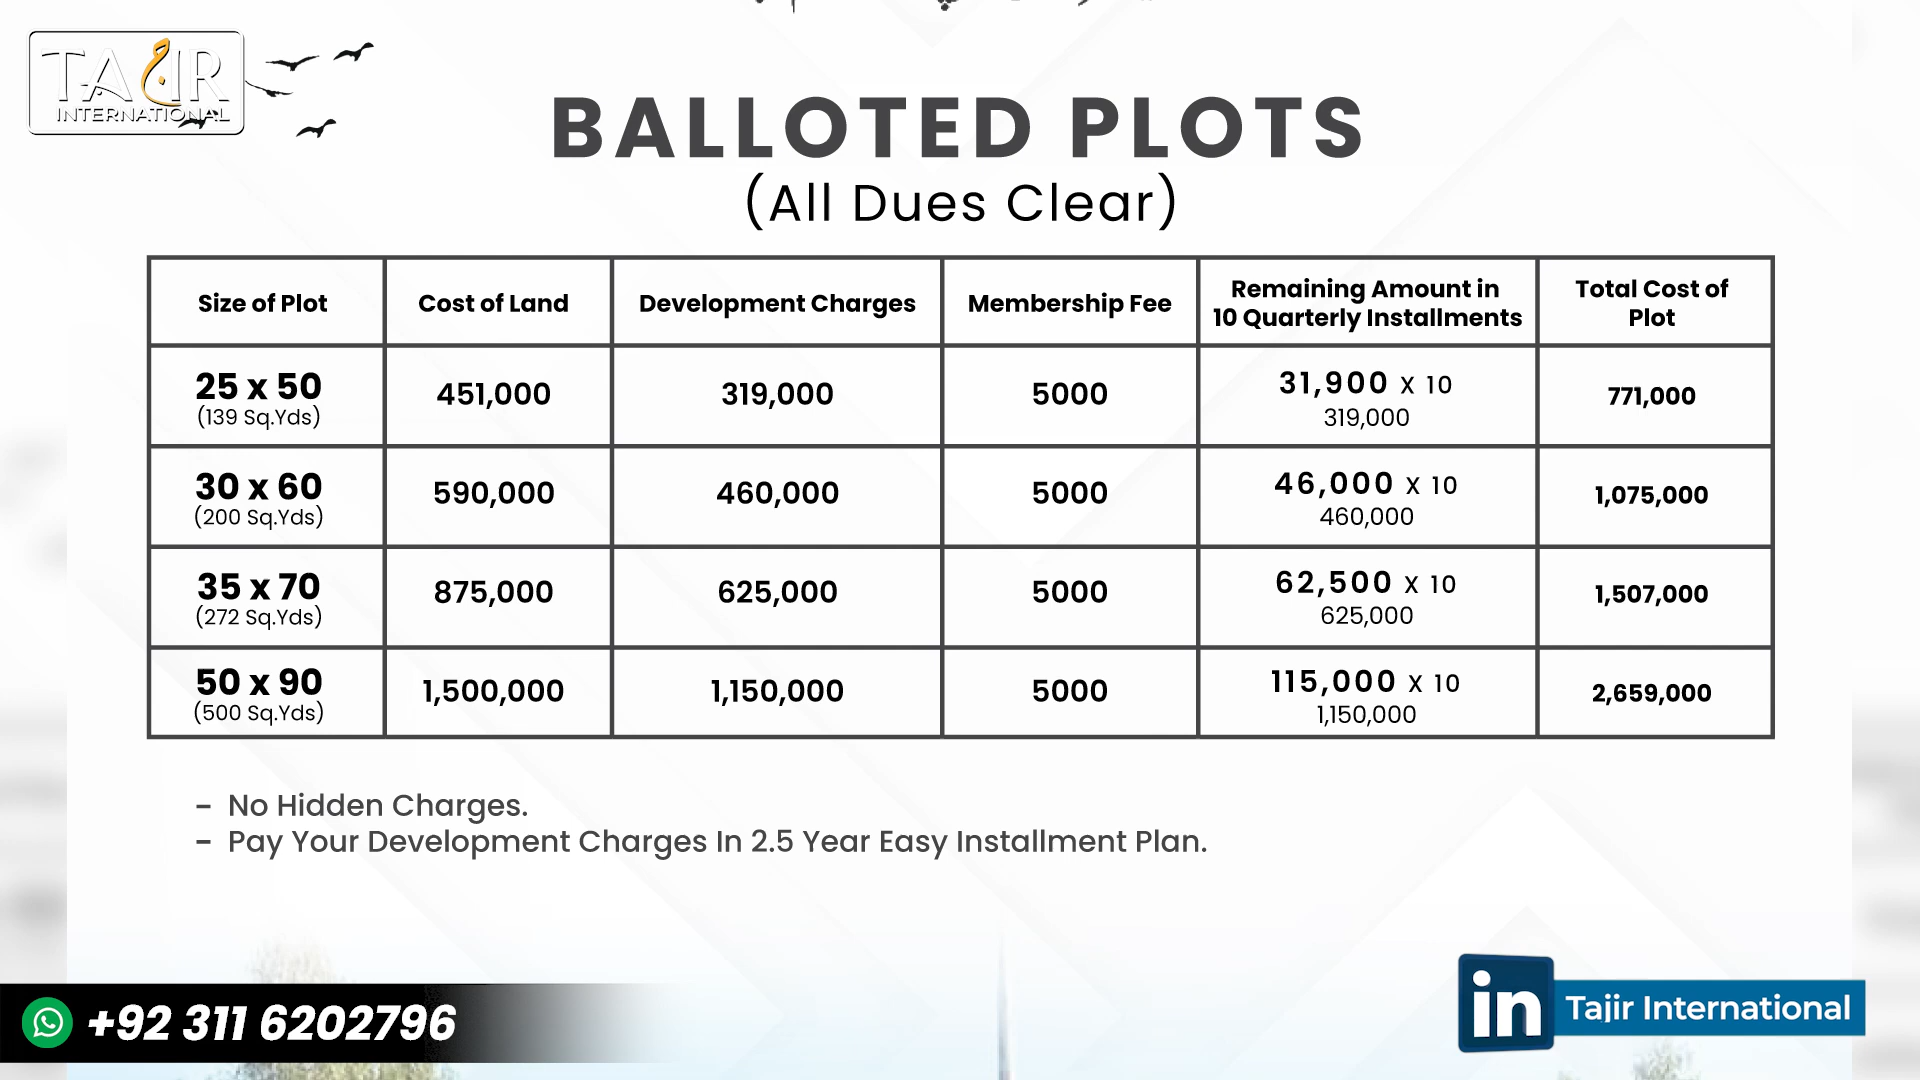 TAJIR
INTERNATIONAL
BALLOTED PLOTS
(All Dues Clear)
Size of Plot Cost of Land Development Charges Membership Fee Remaining Amount in 10 Quarterly Installments Total Cost of Plot
25 x 50 451,000 319,000 5000 31,900 X 10 771,000
(139 Sq.Yds) 319,000
30 x 60 590,000 460,000 5000 46,000 X 10 1,075,000
(200 Sq.Yds) 460,000
35 x 70 875,000 625,000 5000 62,500 X 10 1,507,000
(272 Sq.Yds) 625,000
50 x 90 1,500,000 1,150,000 5000 115,000 X 10 2,659,000
(500 Sq.Yds) 1,150,000
– No Hidden Charges.
– Pay Your Development Charges In 2.5 Year Easy Installment Plan.
+92 311 6202796
in Tajir International